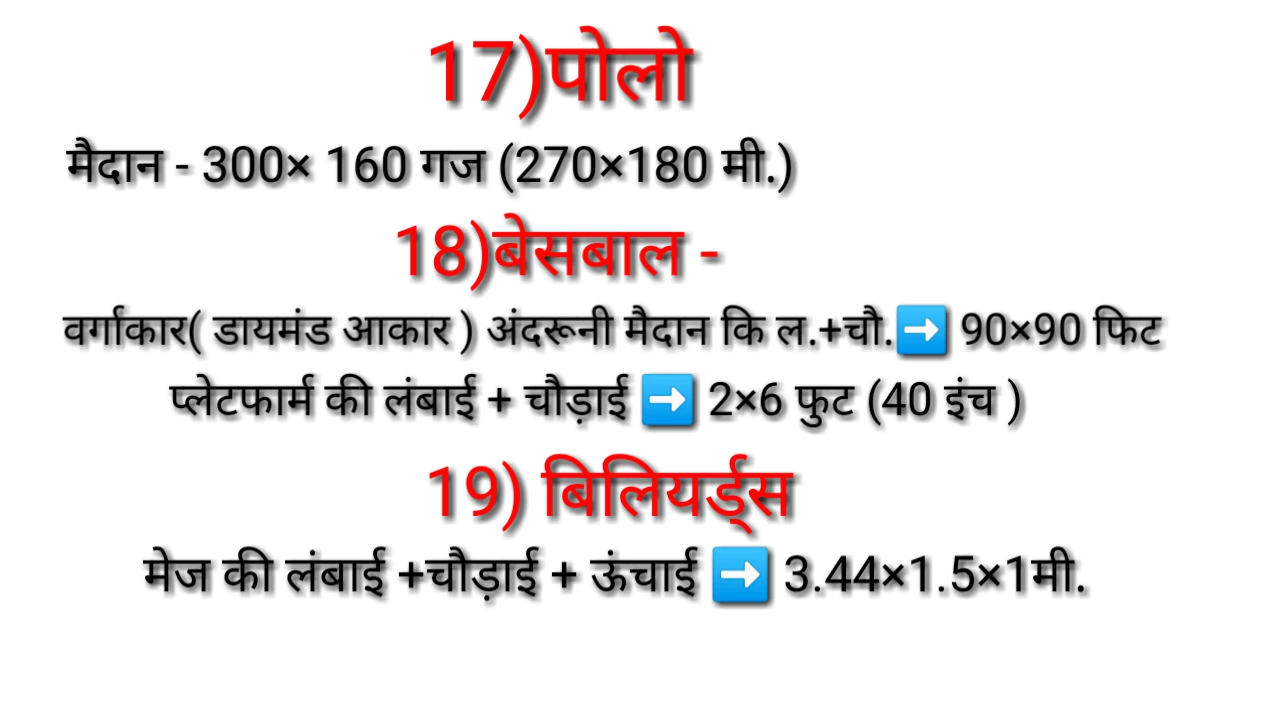 17)पोलो
मैदान - 300× 160 गज (270×180 मी.)
18)बेसबाल -
वर्गाकार( डायमंड आकार ) अंदरूनी मैदान कि ल.+चौ.➡️ 90×90 फिट
प्लेटफार्म की लंबाई + चौड़ाई ➡️ 2×6 फुट (40 इंच )
19) बिलियर्ड्स
मेज की लंबाई +चौड़ाई + ऊंचाई ➡️ 3.44×1.5×1मी.